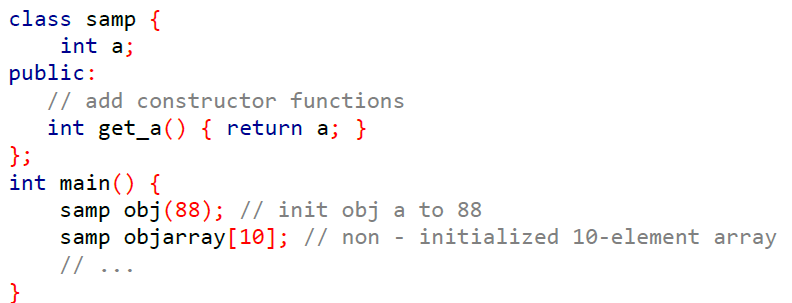 class samp {
    int a;
public:
   // add constructor functions
   int get_a() { return a; }
};
int main() {
    samp obj(88); // init obj a to 88
    samp objarray[10]; // non - initialized 10-element array
    // ...
}